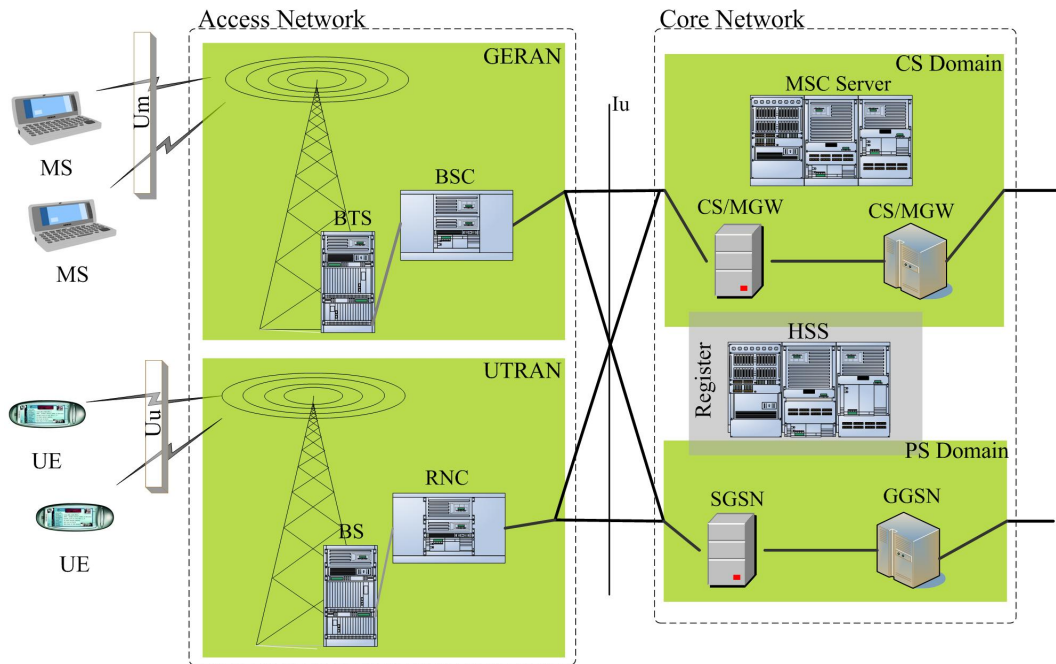 Access Network
Core Network
GERAN
CS Domain
MSC Server
Um
MS
MS
BSC
BTS
Iu
CS/MGW
CS/MGW
HSS
Register
UTRAN
Uu
UE
UE
RNC
BS
PS Domain
SGSN
GGSN